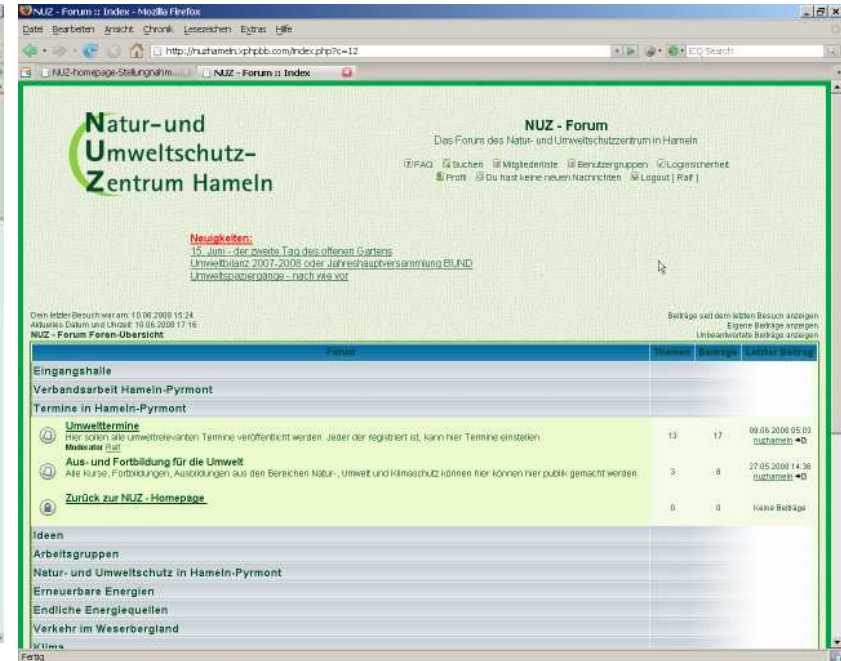 NUZ - Forum :: Index - Mozilla Firefox
Datei Bearbeiten Ansicht Chronik Lesezeichen Extras Hilfe
http://nuzhameln.xphpbb.com/index.php?c=12
ICQ Search
NUZ-homepage-Stellungnahm...
NUZ - Forum :: Index
Natur-und
Umweltschutz-
Zentrum Hameln
NUZ - Forum
Das Forum des Natur- und Umweltschutzzentrum in Hameln
FAQ Suchen Mitgliederliste Benutzergruppen Loginsicherheit
Profil Du hast keine neuen Nachrichten Logout [ Ralf ]
Neuigkeiten:
15. Juni - der zweite Tag des offenen Gartens
Umweltbilanz 2007-2008 oder Jahreshauptversammlung BUND
Umweltspaziergänge - nach wie vor
Dein letzter Besuch war am: 10.06.2008 15:24
Aktuelles Datum und Uhrzeit: 10.06.2008 17:16
NUZ - Forum Foren-Übersicht
Beiträge seit dem letzten Besuch anzeigen
Eigene Beiträge anzeigen
Unbeantwortete Beiträge anzeigen
Forum Themen Beiträge Letzter Beitrag
Eingangshalle
Verbandsarbeit Hameln-Pyrmont
Termine in Hameln-Pyrmont
Umwelttermine
Hier sollen alle umweltrelevanten Termine veröffentlicht werden. Jeder der registriert ist, kann hier Termine einstellen
Moderator Ralf
13 17 09.06.2008 05:03
nuzhameln
Aus- und Fortbildung für die Umwelt
Alle Kurse, Fortbildungen, Ausbildungen aus den Bereichen Natur-, Umwelt und Klimaschutz können hier können hier publik gemacht werden.
3 8 27.05.2008 14:36
nuzhameln
Zurück zur NUZ - Homepage
0 0 Keine Beiträge
Ideen
Arbeitsgruppen
Natur- und Umweltschutz in Hameln-Pyrmont
Erneuerbare Energien
Endliche Energiequellen
Verkehr im Weserbergland
Klima
Fertig